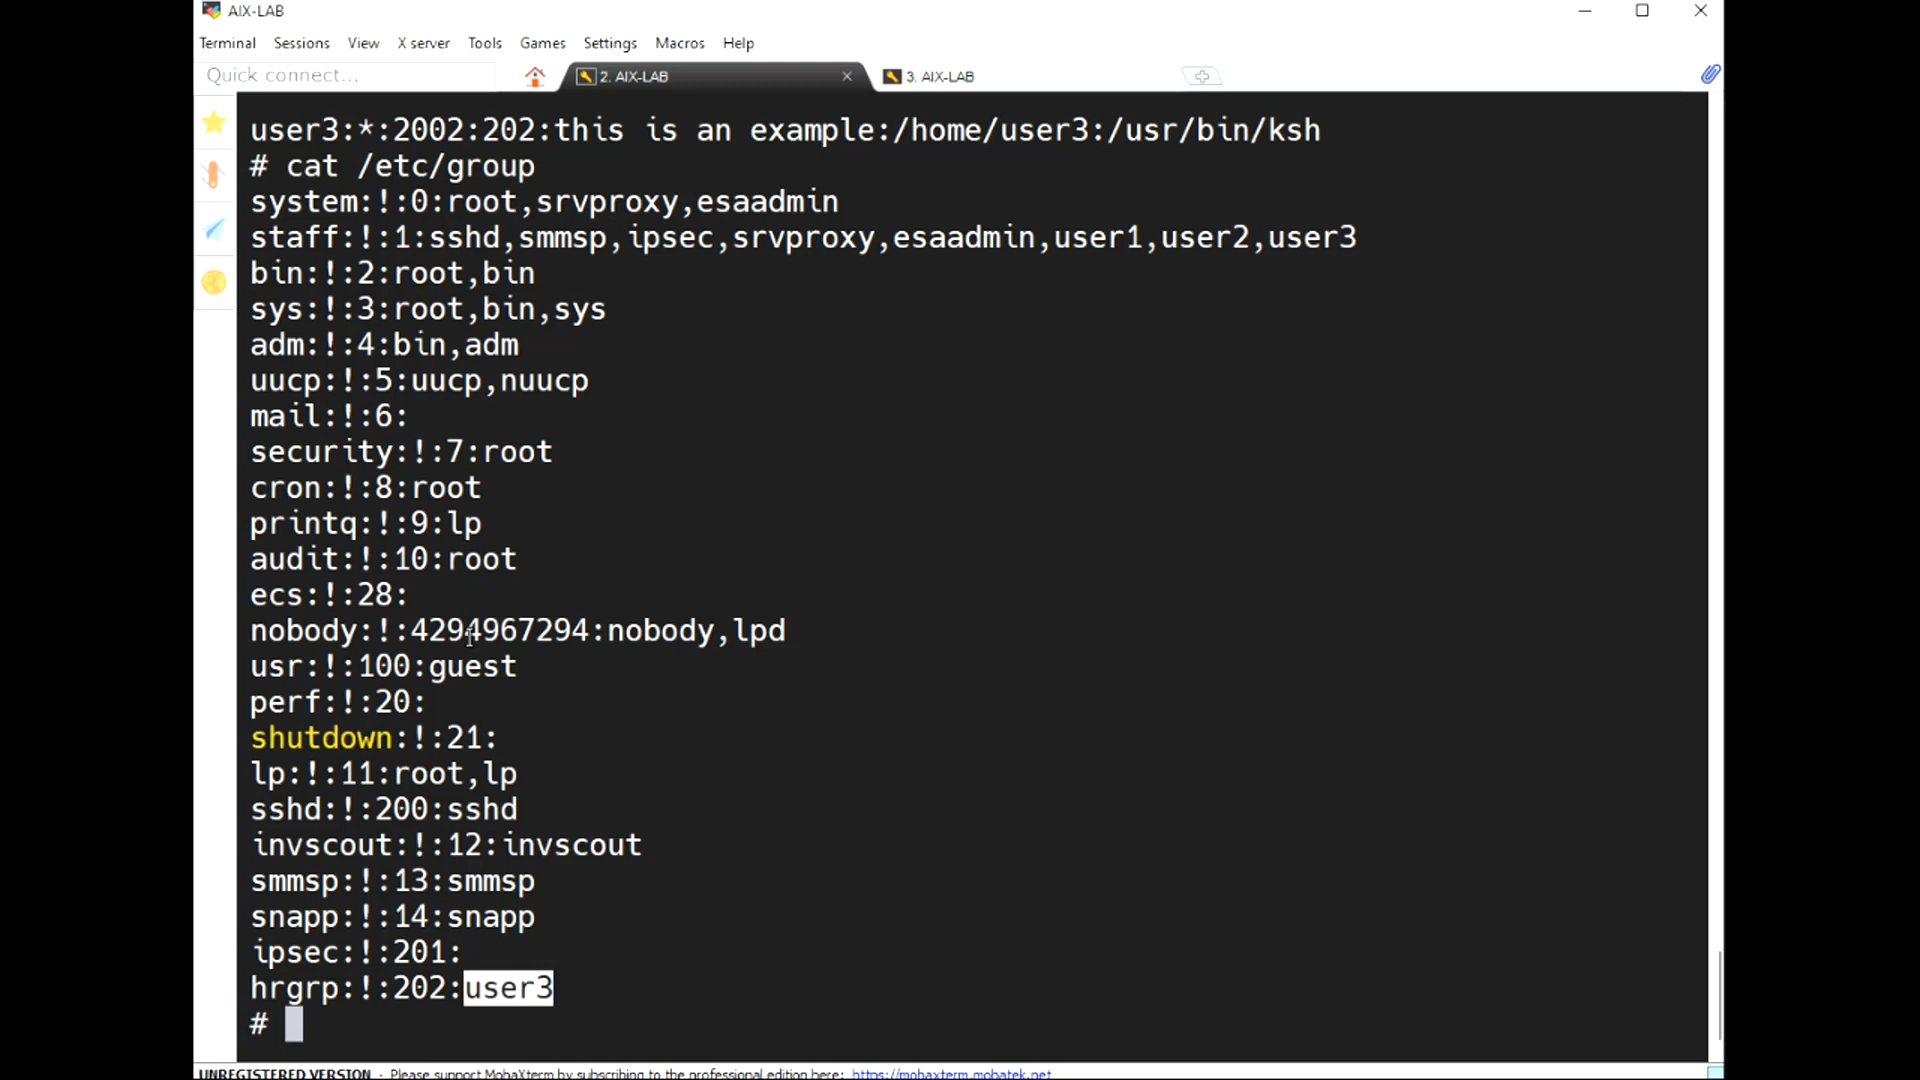 AIX-LAB
Terminal Sessions View X server Tools Games Settings Macros Help
Quick connect...
2. AIX-LAB
3. AIX-LAB
user3:*:2002:202:this is an example:/home/user3:/usr/bin/ksh
# cat /etc/group
system:!:0:root,srvproxy,esaadmin
staff:!:1:sshd,smmsp,ipsec,srvproxy,esaadmin,user1,user2,user3
bin:!:2:root,bin
sys:!:3:root,bin,sys
adm:!:4:bin,adm
uucp:!:5:uucp,nuucp
mail:!:6:
security:!:7:root
cron:!:8:root
printq:!:9:lp
audit:!:10:root
ecs:!:28:
nobody:!:4294967294:nobody,lpd
usr:!:100:guest
perf:!:20:
shutdown:!:21:
lp:!:11:root,lp
sshd:!:200:sshd
invscout:!:12:invscout
smmsp:!:13:smmsp
snapp:!:14:snapp
ipsec:!:201:
hrgrp:!:202:user3
#
UNREGISTERED VERSION - Please support MobaXterm by subscribing to the professional edition here: https://mobaxterm.mobatek.net